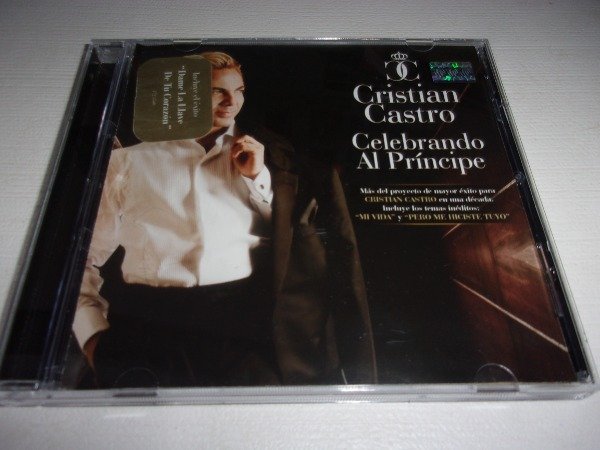 Incluye el éxito
"Dame La Llave
De Tu Corazón"
CC
Cristian
Castro
Celebrando
Al Príncipe
Más del proyecto de mayor éxito para
CRISTIAN CASTRO en una década:
Incluye los temas inéditos:
"MI VIDA" y "PERO ME HICISTE TUYO"